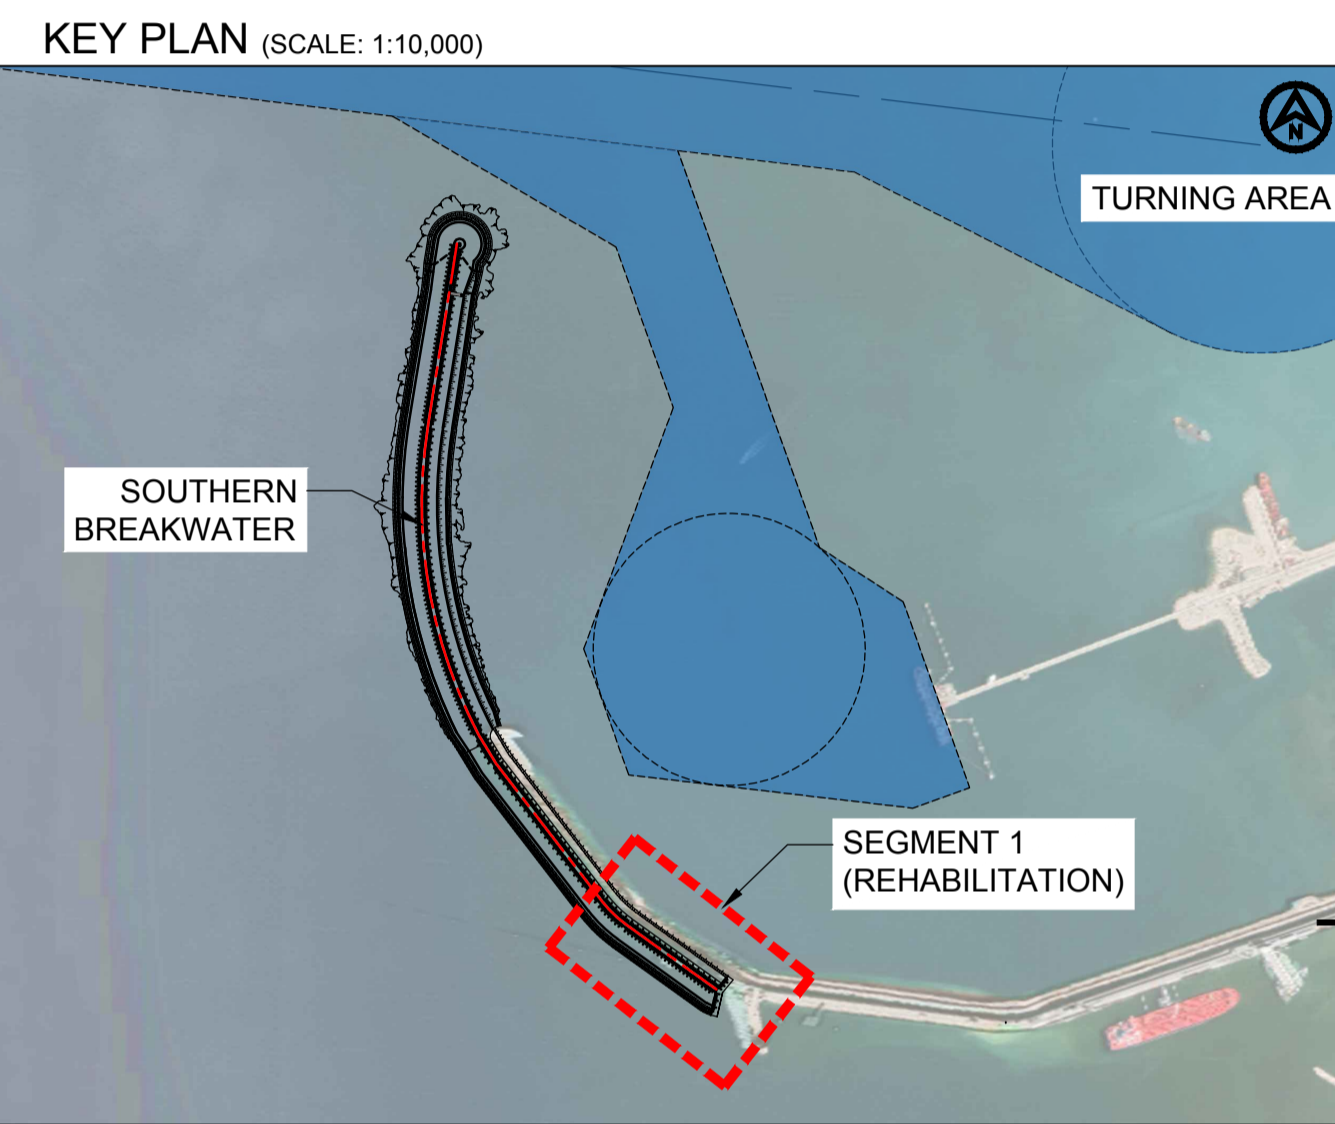 KEY PLAN (SCALE: 1:10,000)
N
TURNING AREA
SOUTHERN
BREAKWATER
SEGMENT 1
(REHABILITATION)